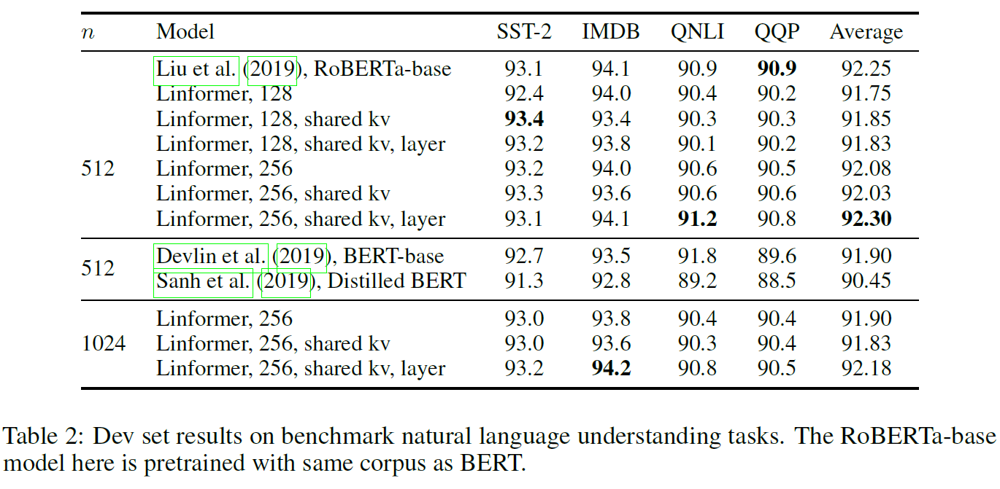 n Model SST-2 IMDB QNLI QQP Average
Liu et al. (2019), RoBERTa-base 93.1 94.1 90.9 90.9 92.25
Linformer, 128 92.4 94.0 90.4 90.2 91.75
Linformer, 128, shared kv 93.4 93.4 90.3 90.3 91.85
Linformer, 128, shared kv, layer 93.2 93.8 90.1 90.2 91.83
512 Linformer, 256 93.2 94.0 90.6 90.5 92.08
Linformer, 256, shared kv 93.3 93.6 90.6 90.6 92.03
Linformer, 256, shared kv, layer 93.1 94.1 91.2 90.8 92.30
512
Devlin et al. (2019), BERT-base 92.7 93.5 91.8 89.6 91.90
Sanh et al. (2019), Distilled BERT 91.3 92.8 89.2 88.5 90.45
Linformer, 256 93.0 93.8 90.4 90.4 91.90
1024 Linformer, 256, shared kv 93.0 93.6 90.3 90.4 91.83
Linformer, 256, shared kv, layer 93.2 94.2 90.8 90.5 92.18
Table 2: Dev set results on benchmark natural language understanding tasks. The RoBERTa-base
model here is pretrained with same corpus as BERT.